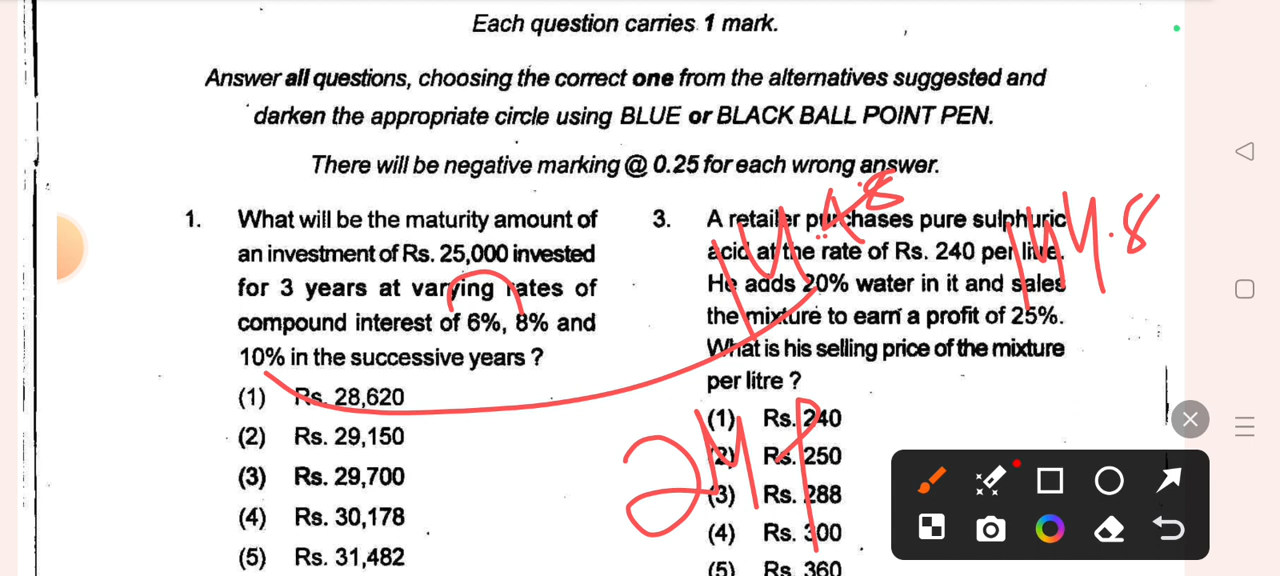 Each question carries 1 mark.
Answer all questions, choosing the correct one from the alternatives suggested and
darken the appropriate circle using BLUE or BLACK BALL POINT PEN.
There will be negative marking @ 0.25 for each wrong answer.
1. What will be the maturity amount of
an investment of Rs. 25,000 invested
for 3 years at varying rates of
compound interest of 6%, 8% and
10% in the successive years ?
(1) Rs. 28,620
(2) Rs. 29,150
(3) Rs. 29,700
(4) Rs. 30,178
(5) Rs. 31,482
3. A retailer purchases pure sulphuric
acid at the rate of Rs. 240 per litre.
He adds 20% water in it and sales
the mixture to earn a profit of 25%.
What is his selling price of the mixture
per litre ?
(1) Rs. 240
(2) Rs. 250
(3) Rs. 288
(4) Rs. 300
(5) Rs. 360
14.48
144.8